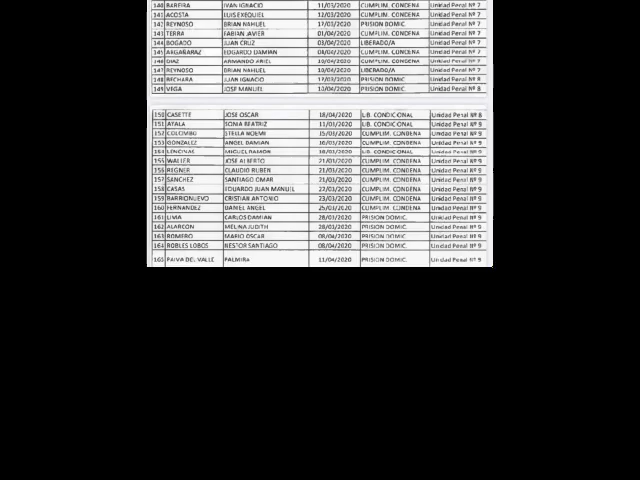 140 BAREIRA IVAN IGNACIO 11/03/2020 CUMPLIM. CONDENA Unidad Penal Nº 7
141 ACOSTA LUIS EXEQUIEL 12/03/2020 CUMPLIM. CONDENA Unidad Penal Nº 7
142 REYNOSO BRIAN NAHUEL 17/03/2020 PRISION DOMIC. Unidad Penal Nº 7
143 TERRA FABIAN JAVIER 01/04/2020 CUMPLIM. CONDENA Unidad Penal Nº 7
144 BOGADO JUAN CRUZ 03/04/2020 LIBERADO/A Unidad Penal Nº 7
145 ARGAÑARAZ EDGARDO DAMIAN 08/04/2020 CUMPLIM. CONDENA Unidad Penal Nº 7
146 DIAZ ARMANDO ARIEL 10/04/2020 CUMPLIM. CONDENA Unidad Penal Nº 7
147 REYNOSO BRIAN NAHUEL 10/04/2020 LIBERADO/A Unidad Penal Nº 7
148 BECHARA JUAN IGNACIO 12/03/2020 PRISION DOMIC. Unidad Penal Nº 8
149 VEGA JOSE MANUEL 10/04/2020 PRISION DOMIC. Unidad Penal Nº 8
150 CASETTE JOSE OSCAR 18/04/2020 LIB. CONDICIONAL Unidad Penal Nº 8
151 AYALA SONIA BEATRIZ 11/03/2020 LIB. CONDICIONAL Unidad Penal Nº 9
152 COLOMBO STELLA NOEMI 15/03/2020 CUMPLIM. CONDENA Unidad Penal Nº 9
153 GONZALEZ ANGEL DAMIAN 16/03/2020 CUMPLIM. CONDENA Unidad Penal Nº 9
154 LENCINAS MIGUEL RAMON 16/03/2020 LIB. CONDICIONAL Unidad Penal Nº 9
155 WALTER JOSE ALBERTO 21/03/2020 CUMPLIM. CONDENA Unidad Penal Nº 9
156 REGNER CLAUDIO RUBEN 21/03/2020 CUMPLIM. CONDENA Unidad Penal Nº 9
157 SANCHEZ SANTIAGO OMAR 21/03/2020 CUMPLIM. CONDENA Unidad Penal Nº 9
158 CASAS EDUARDO JUAN MANUEL 22/03/2020 CUMPLIM. CONDENA Unidad Penal Nº 9
159 BARRIONUEVO CRISTIAN ANTONIO 23/03/2020 CUMPLIM. CONDENA Unidad Penal Nº 9
160 FERNANDEZ DANIEL ANGEL 25/03/2020 CUMPLIM. CONDENA Unidad Penal Nº 9
161 LIMA CARLOS DAMIAN 26/03/2020 PRISION DOMIC. Unidad Penal Nº 9
162 ALARCON MELINA JUDITH 28/03/2020 PRISION DOMIC. Unidad Penal Nº 9
163 ROMERO MARIO OSCAR 08/04/2020 PRISION DOMIC. Unidad Penal Nº 9
164 ROBLES LOBOS NESTOR SANTIAGO 08/04/2020 PRISION DOMIC. Unidad Penal Nº 9
165 PAIVA DEL VALLE PALMIRA 11/04/2020 PRISION DOMIC. Unidad Penal Nº 9